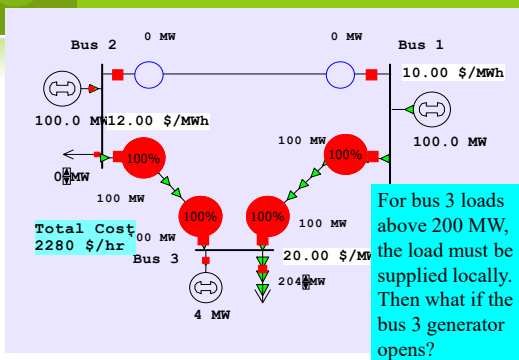 0 MW
0 MW
Bus 2
Bus 1
10.00 $/MWh
100.0 MW
12.00 $/MWh
100.0 MW
100 MW
100%
100%
0 MW
100 MW
100%
100%
100 MW
Total Cost
2280 $/hr
00 MW
Bus 3
20.00 $/MW
204 MW
4 MW
For bus 3 loads
above 200 MW,
the load must be
supplied locally.
Then what if the
bus 3 generator
opens?